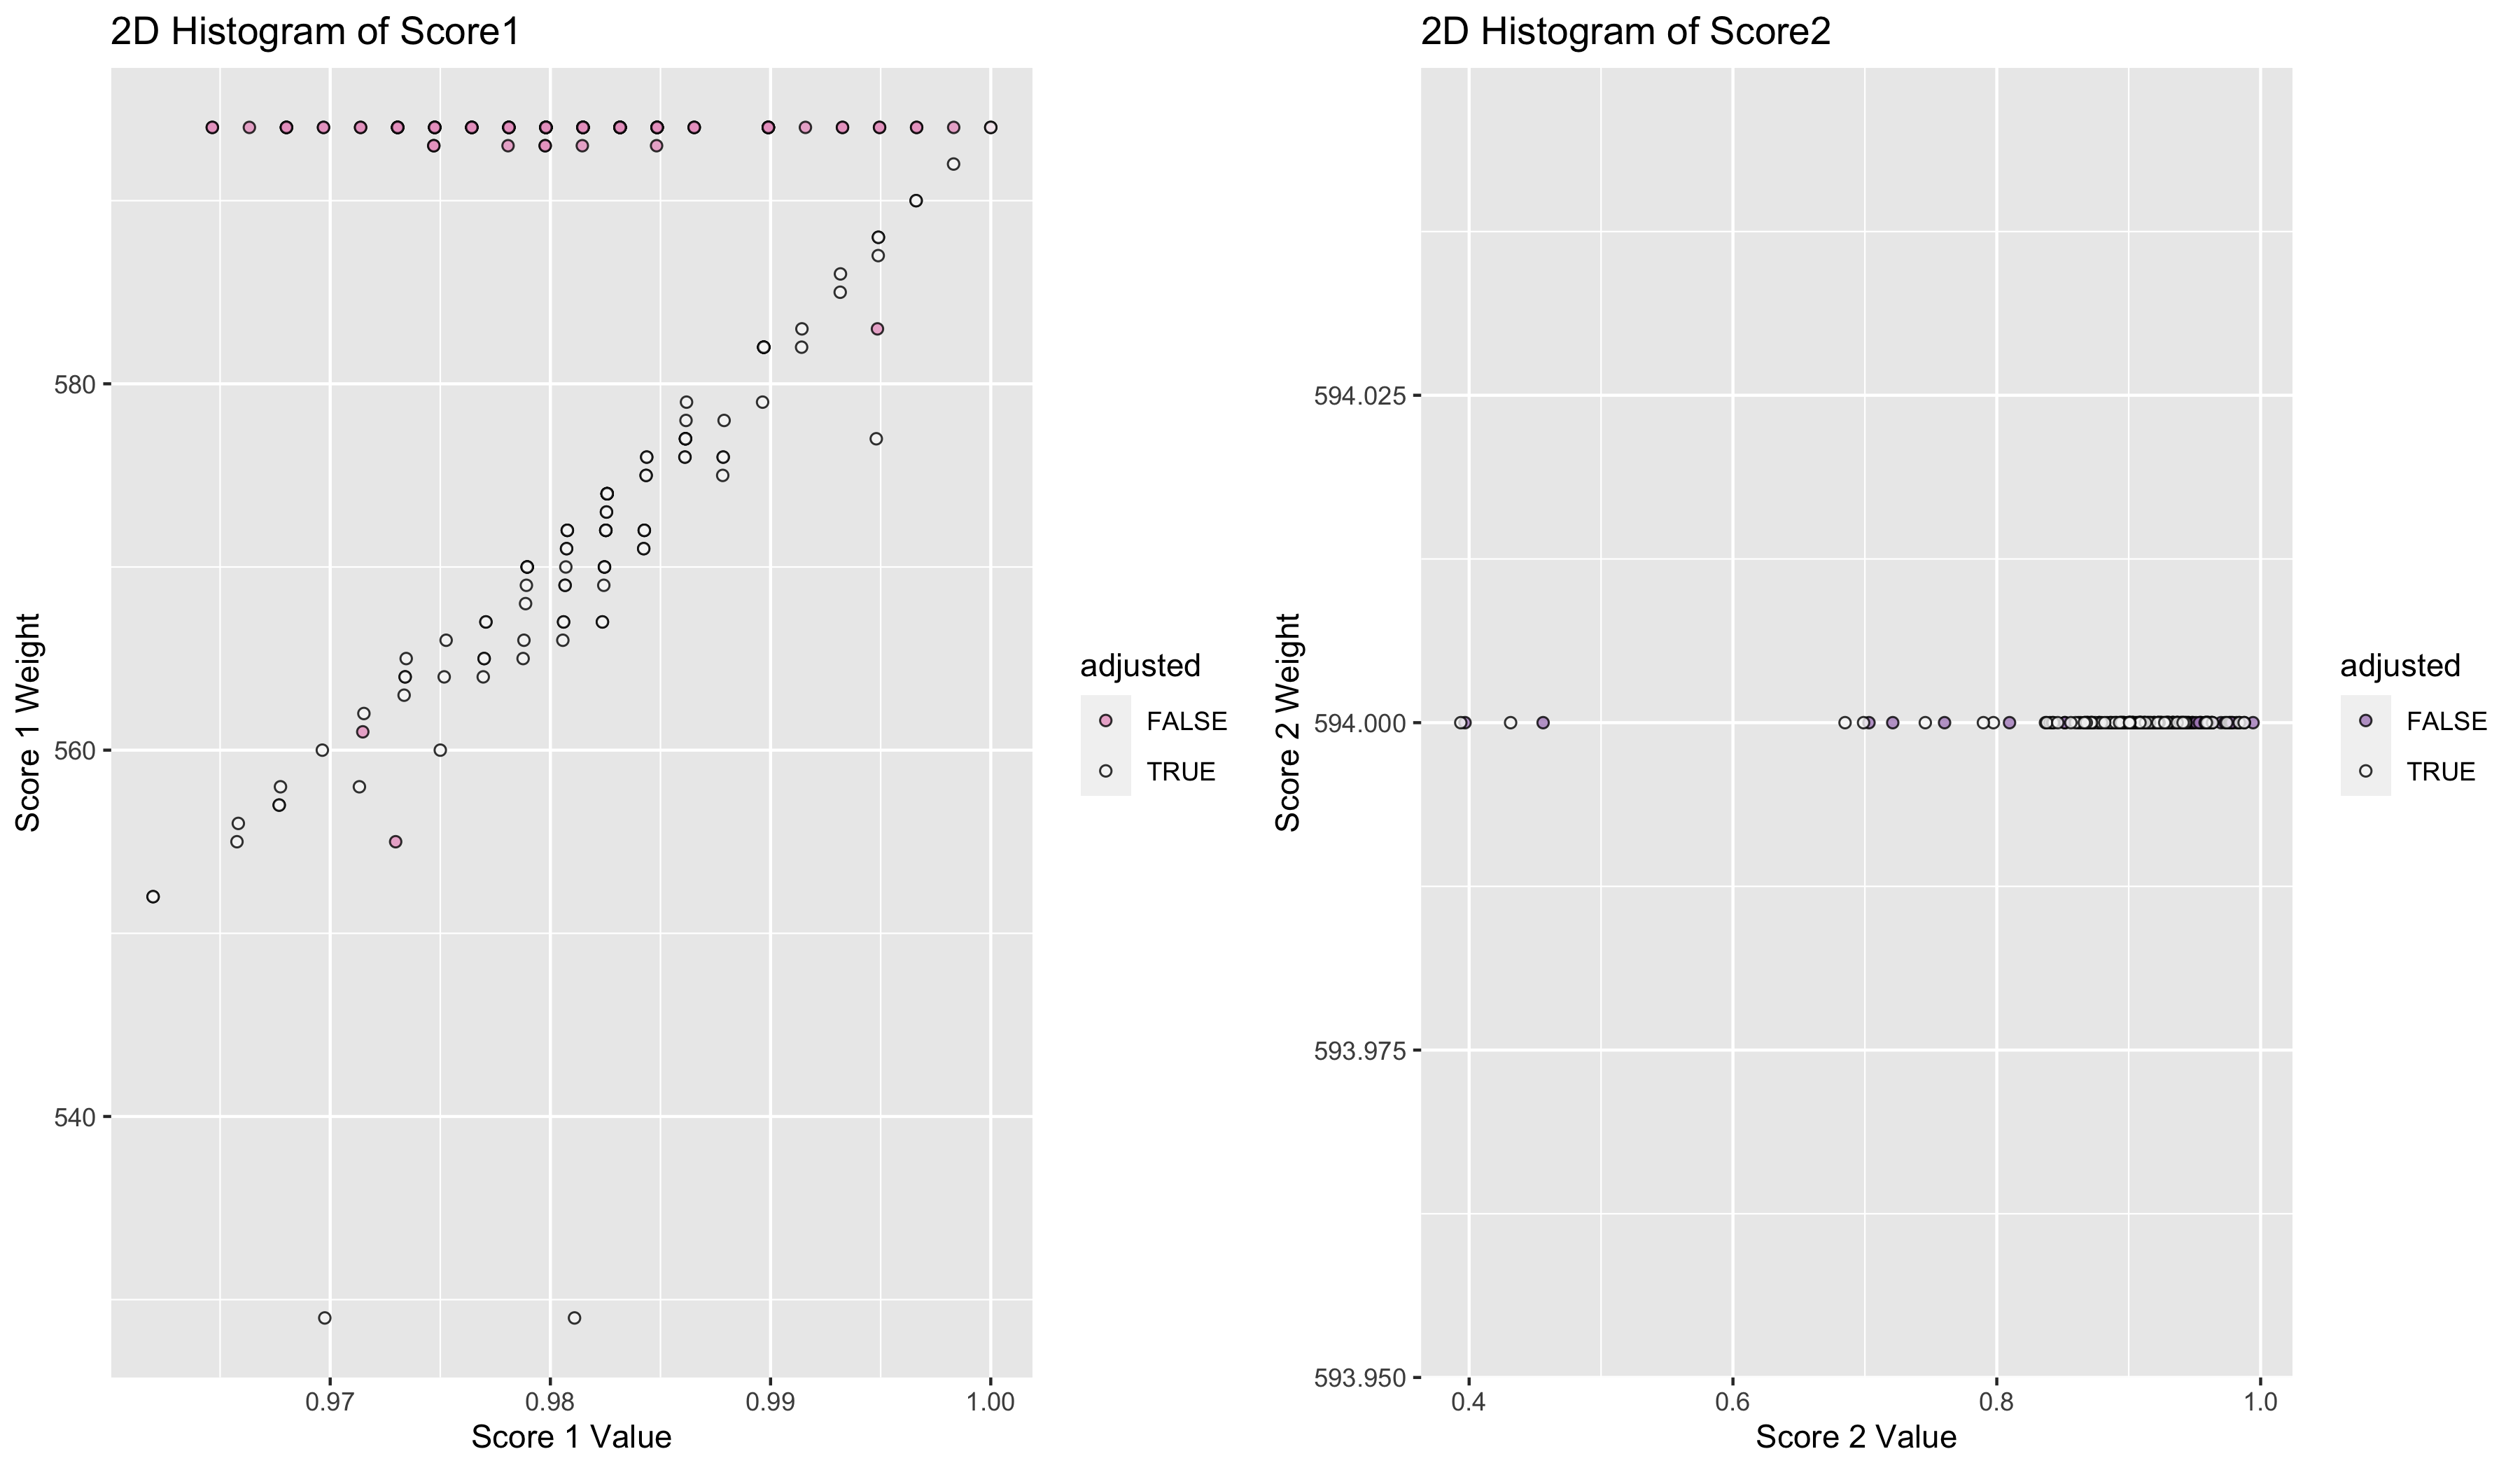 2D Histogram of Score1
580
560
540
0.97
0.98
0.99
1.00
Score 1 Value
Score 1 Weight
adjusted
FALSE
TRUE
2D Histogram of Score2
594.025
594.000
593.975
593.950
0.4
0.6
0.8
1.0
Score 2 Value
Score 2 Weight
adjusted
FALSE
TRUE